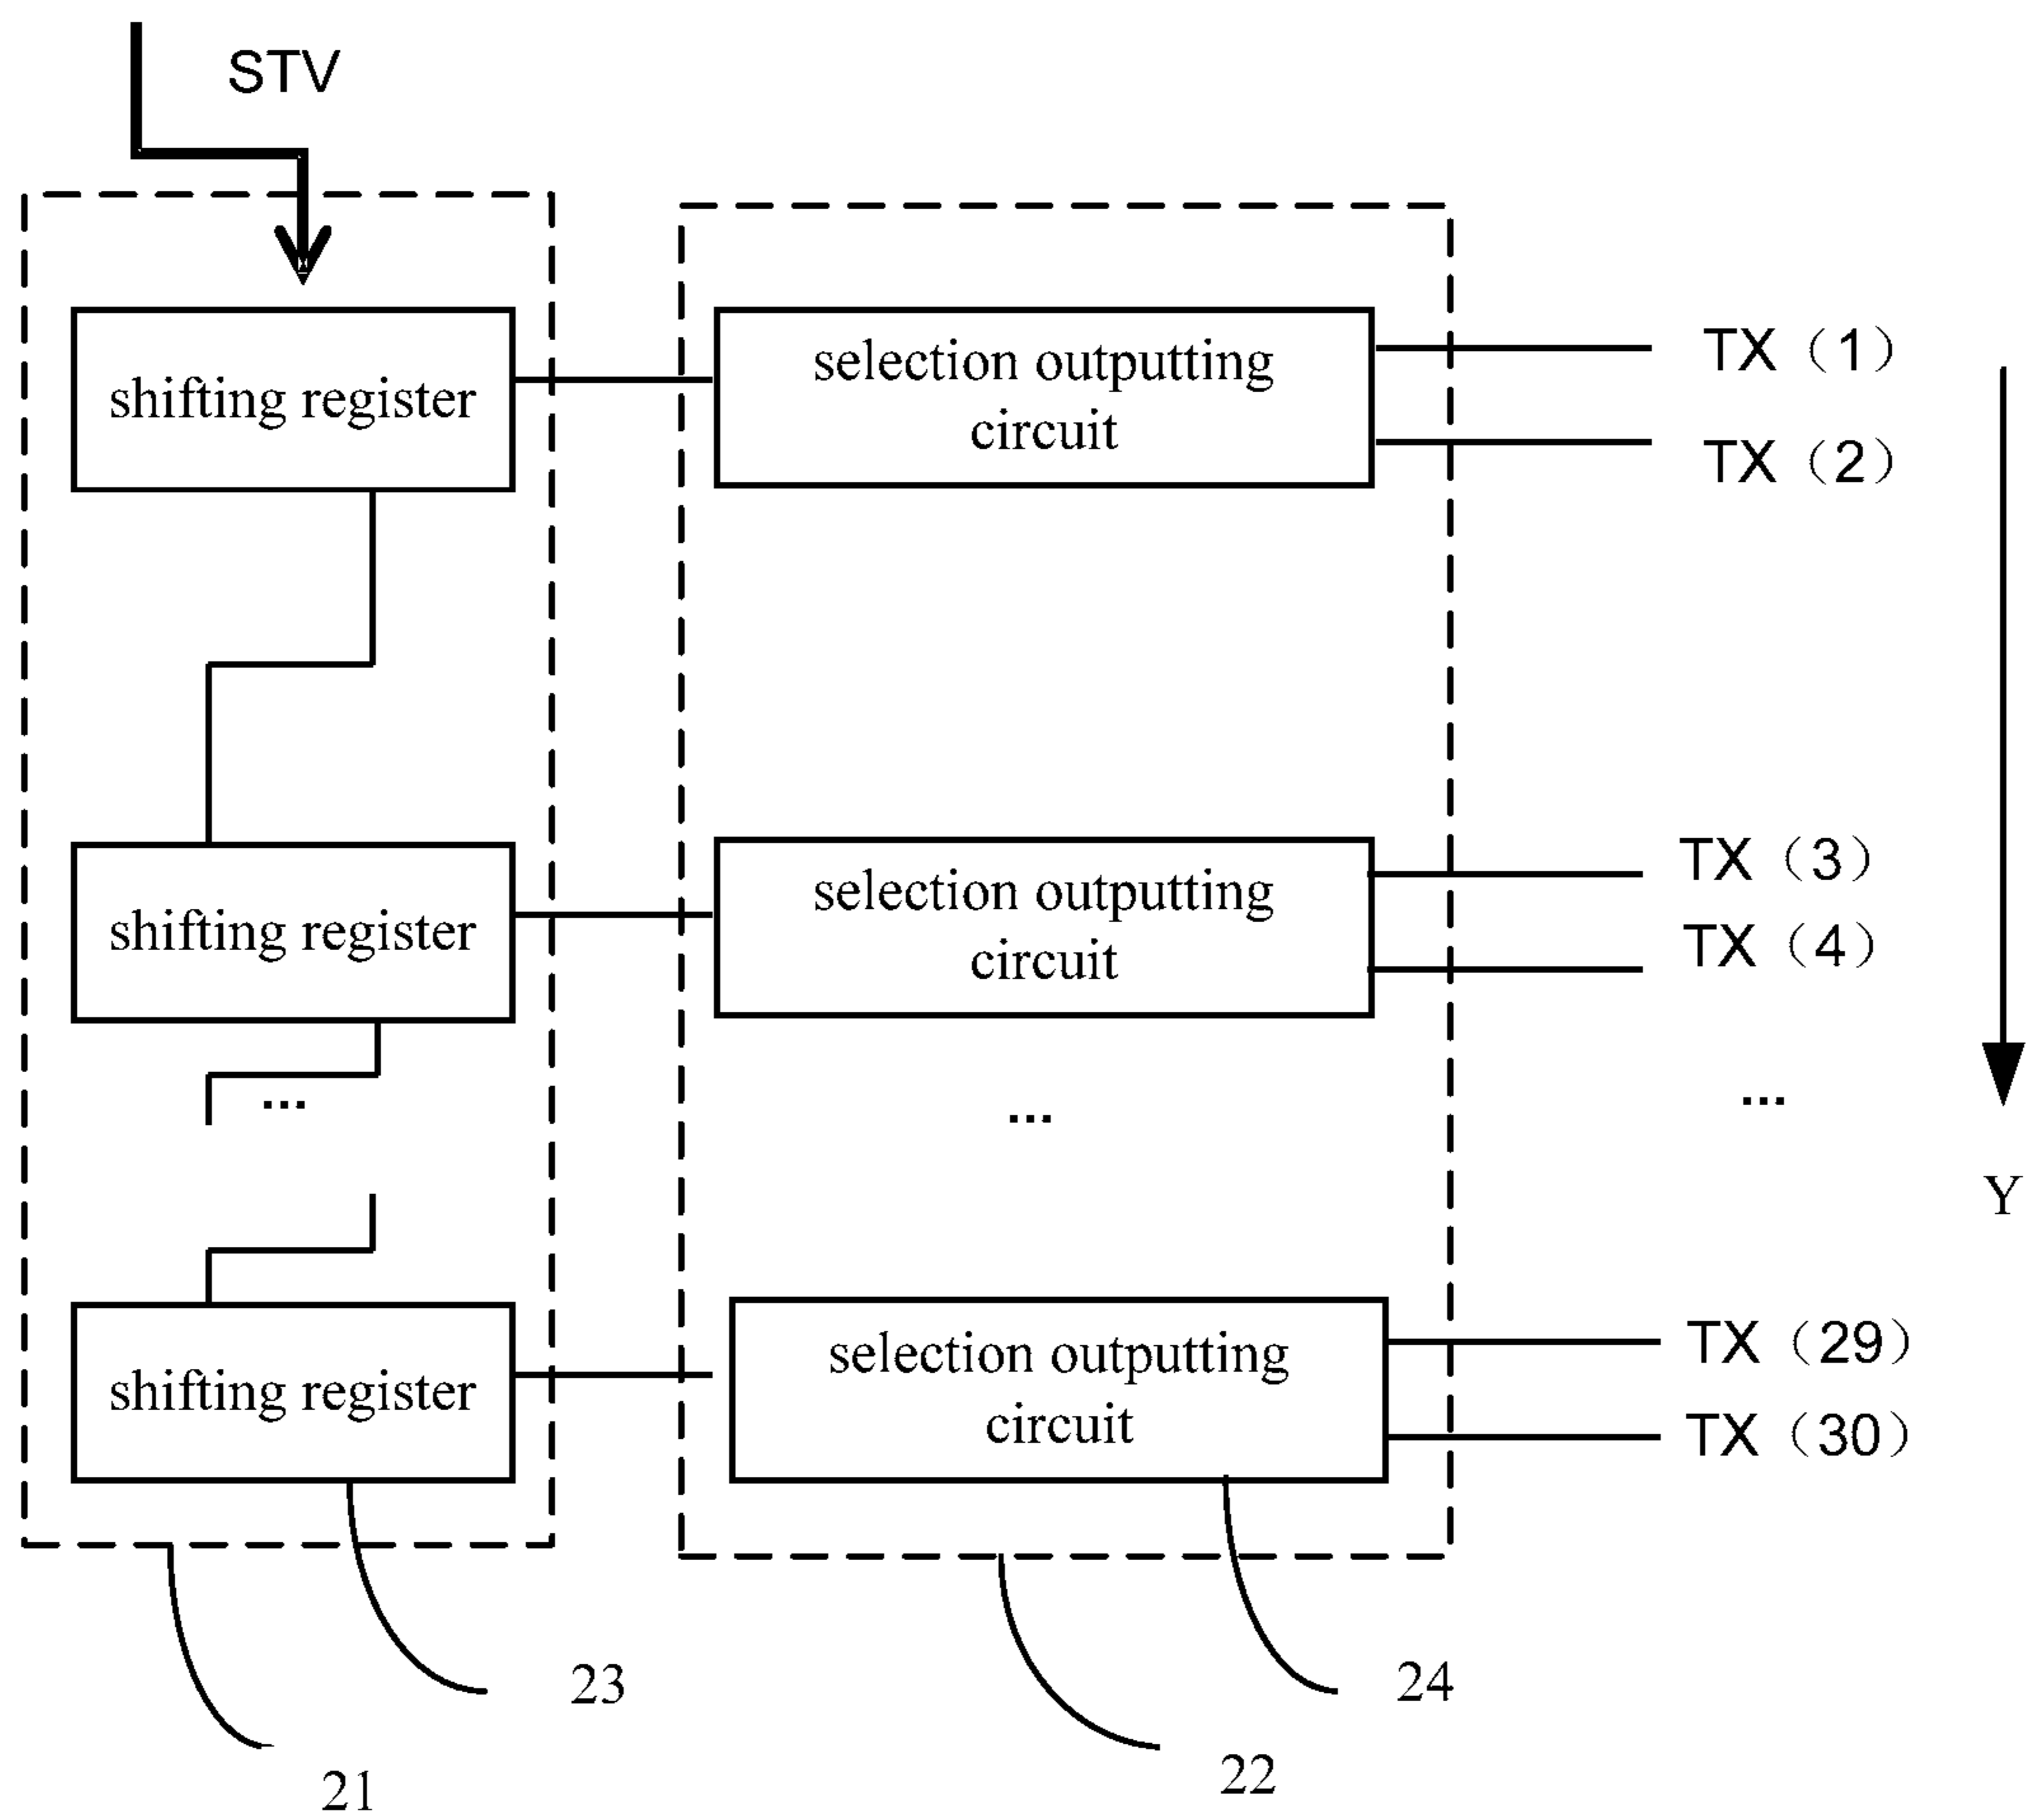 STV
shifting register
selection outputting
circuit
TX（1）
TX（2）
shifting register
selection outputting
circuit
TX（3）
TX（4）
...
...
...
Y
shifting register
selection outputting
circuit
TX（29）
TX（30）
23
24
21
22